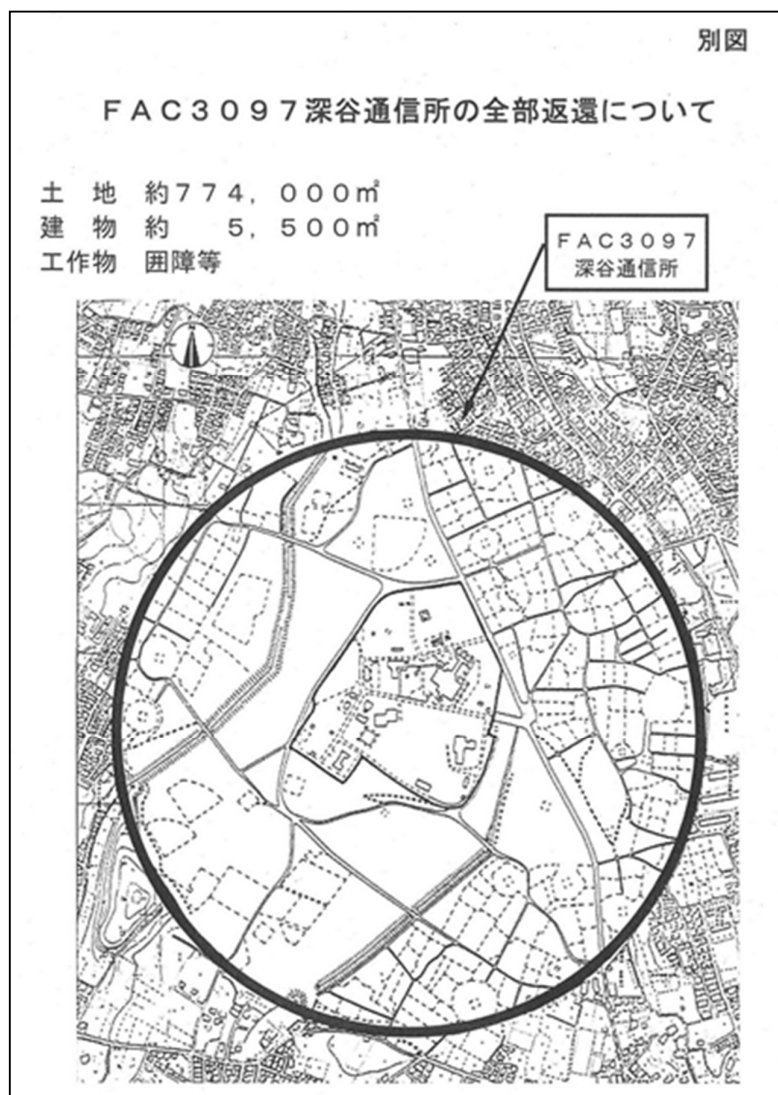 別図
FAC3097深谷通信所の全部返還について
土 地 約774，000㎡
建 物 約 5，500㎡
工作物 囲障等
FAC3097
深谷通信所